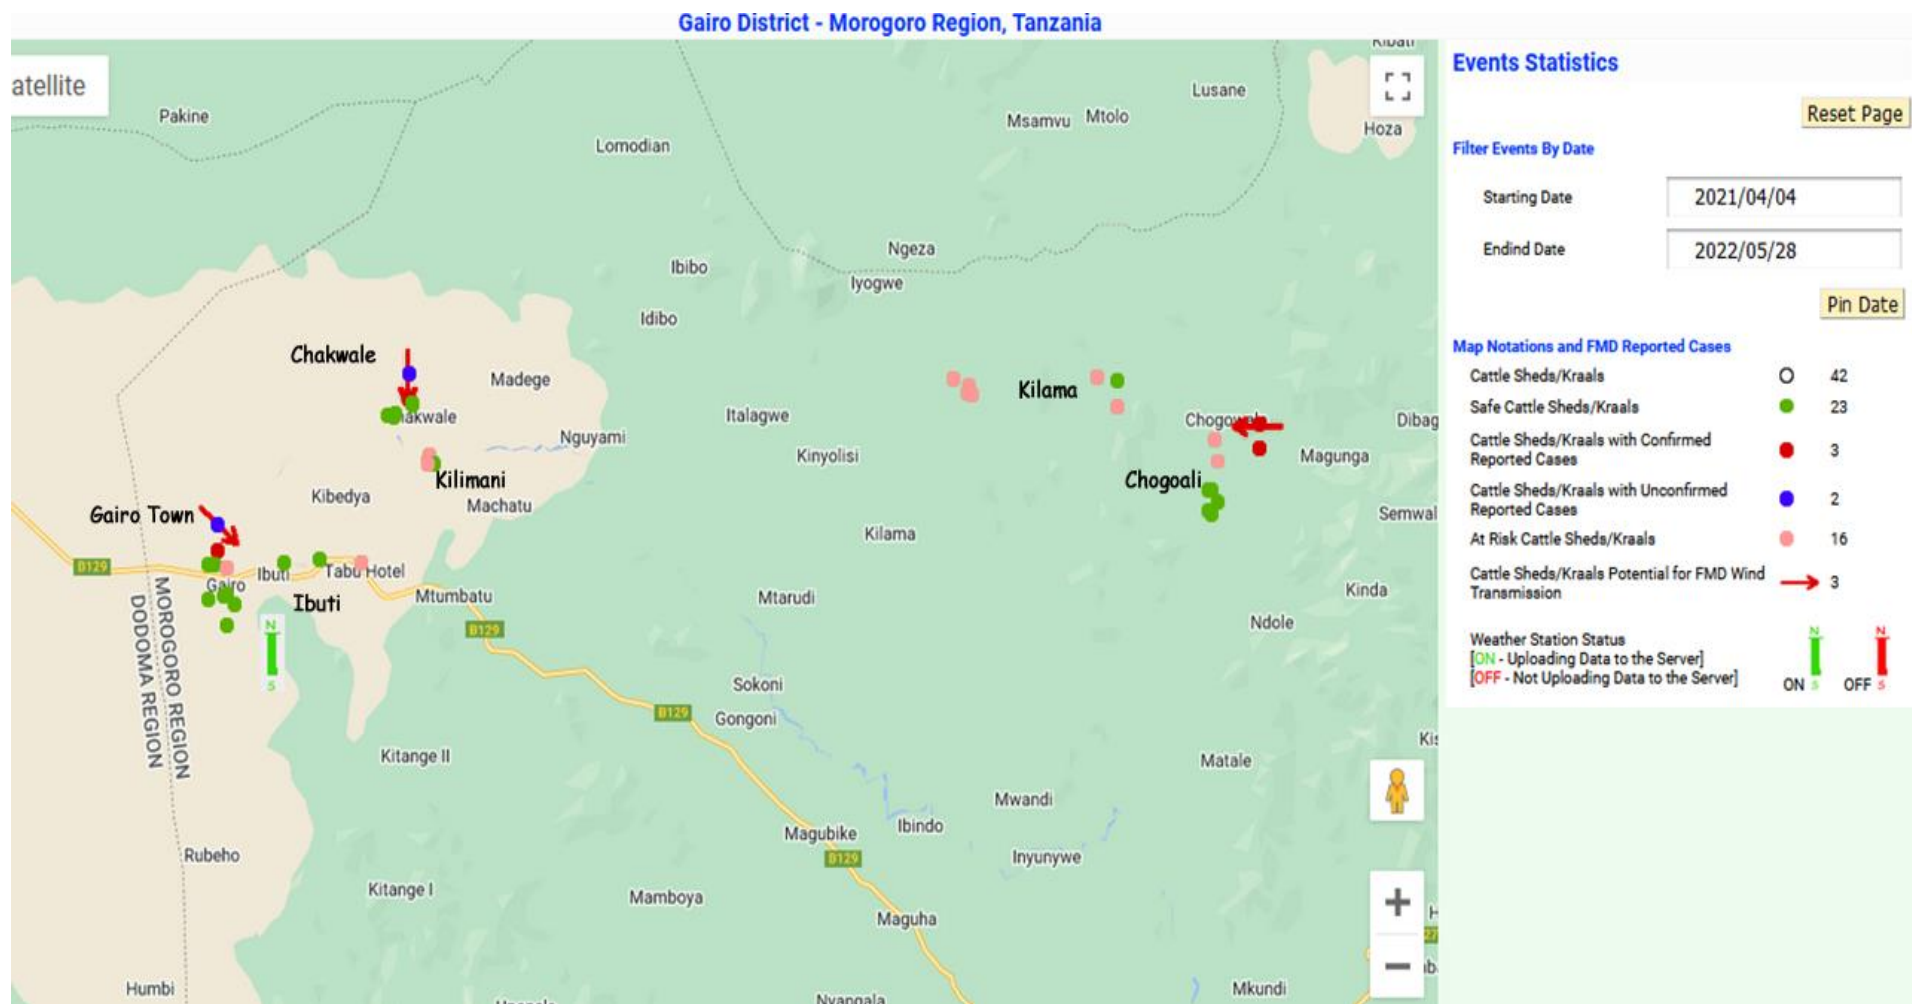 Gairo District - Morogoro Region, Tanzania
atellite
Pakine
Lomodian
Msamvu
Mtolo
Lusane
Kibati
Hoza
Ngeza
Iyogwe
Ibibo
Idibo
Chakwale
Madege
akwale
Nguyami
Kilimani
Machatu
Kibedya
Gairo Town
Italagwe
Kinyolisi
Kilama
Kilama
Chogoali
Magunga
Dibag
Semwal
B129
Gairo
Ibuti
Tabu Hotel
Ibuti
Mtumbatu
B129
Mtarudi
Kinda
Ndole
N
S
MOROGORO REGION
DODOMA REGION
Sokoni
Gongoni
B129
Kitange II
Matale
Kis
Mwandi
Ibindo
Magubike
B129
Inyunywe
Rubeho
Kitange I
Mamboya
Maguha
Humbi
Mkundi
Events Statistics
Reset Page
Filter Events By Date
Starting Date 2021/04/04
Endind Date 2022/05/28
Pin Date
Map Notations and FMD Reported Cases
Cattle Sheds/Kraals 42
Safe Cattle Sheds/Kraals 23
Cattle Sheds/Kraals with Confirmed
Reported Cases 3
Cattle Sheds/Kraals with Unconfirmed
Reported Cases 2
At Risk Cattle Sheds/Kraals 16
Cattle Sheds/Kraals Potential for FMD Wind
Transmission 3
Weather Station Status
[ON - Uploading Data to the Server]
[OFF - Not Uploading Data to the Server]
N N
ON S OFF S